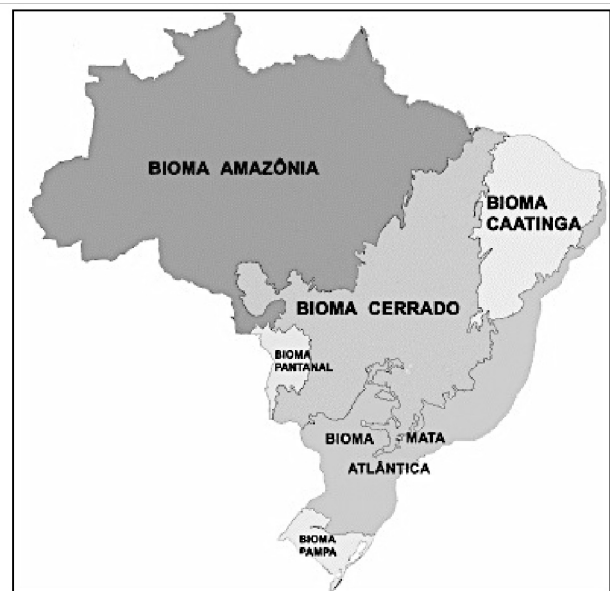 BIOMA AMAZÔNIA
BIOMA
CAATINGA
BIOMA CERRADO
BIOMA
PANTANAL
BIOMA MATA
ATLÂNTICA
BIOMA
PAMPA